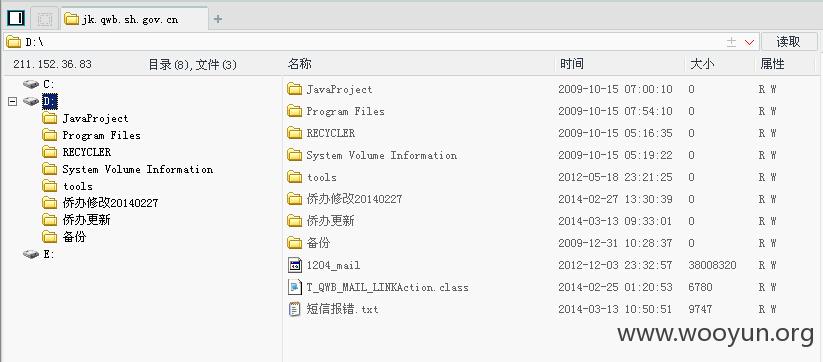 jk.qwb.sh.gov.cn
D:\ 读取
211.152.36.83 目录(8),文件(3) 名称 时间 大小 属性
C:
D:
JavaProject
Program Files
RECYCLER
System Volume Information
tools
侨办修改20140227
侨办更新
备份
E:
JavaProject 2009-10-15 07:00:10 0 R W
Program Files 2009-10-15 07:54:10 0 R W
RECYCLER 2009-10-15 05:16:35 0 R W
System Volume Information 2009-10-15 05:19:22 0 R W
tools 2012-05-18 23:21:25 0 R W
侨办修改20140227 2014-02-27 13:30:39 0 R W
侨办更新 2014-03-13 09:33:01 0 R W
备份 2009-12-31 10:28:37 0 R W
1204_mail 2012-12-03 23:32:57 38008320 R W
T_QWB_MAIL_LINKAction.class 2014-02-25 01:20:53 6780 R W
短信报错.txt 2014-03-13 10:50:51 9747 R W
www.wooyun.org